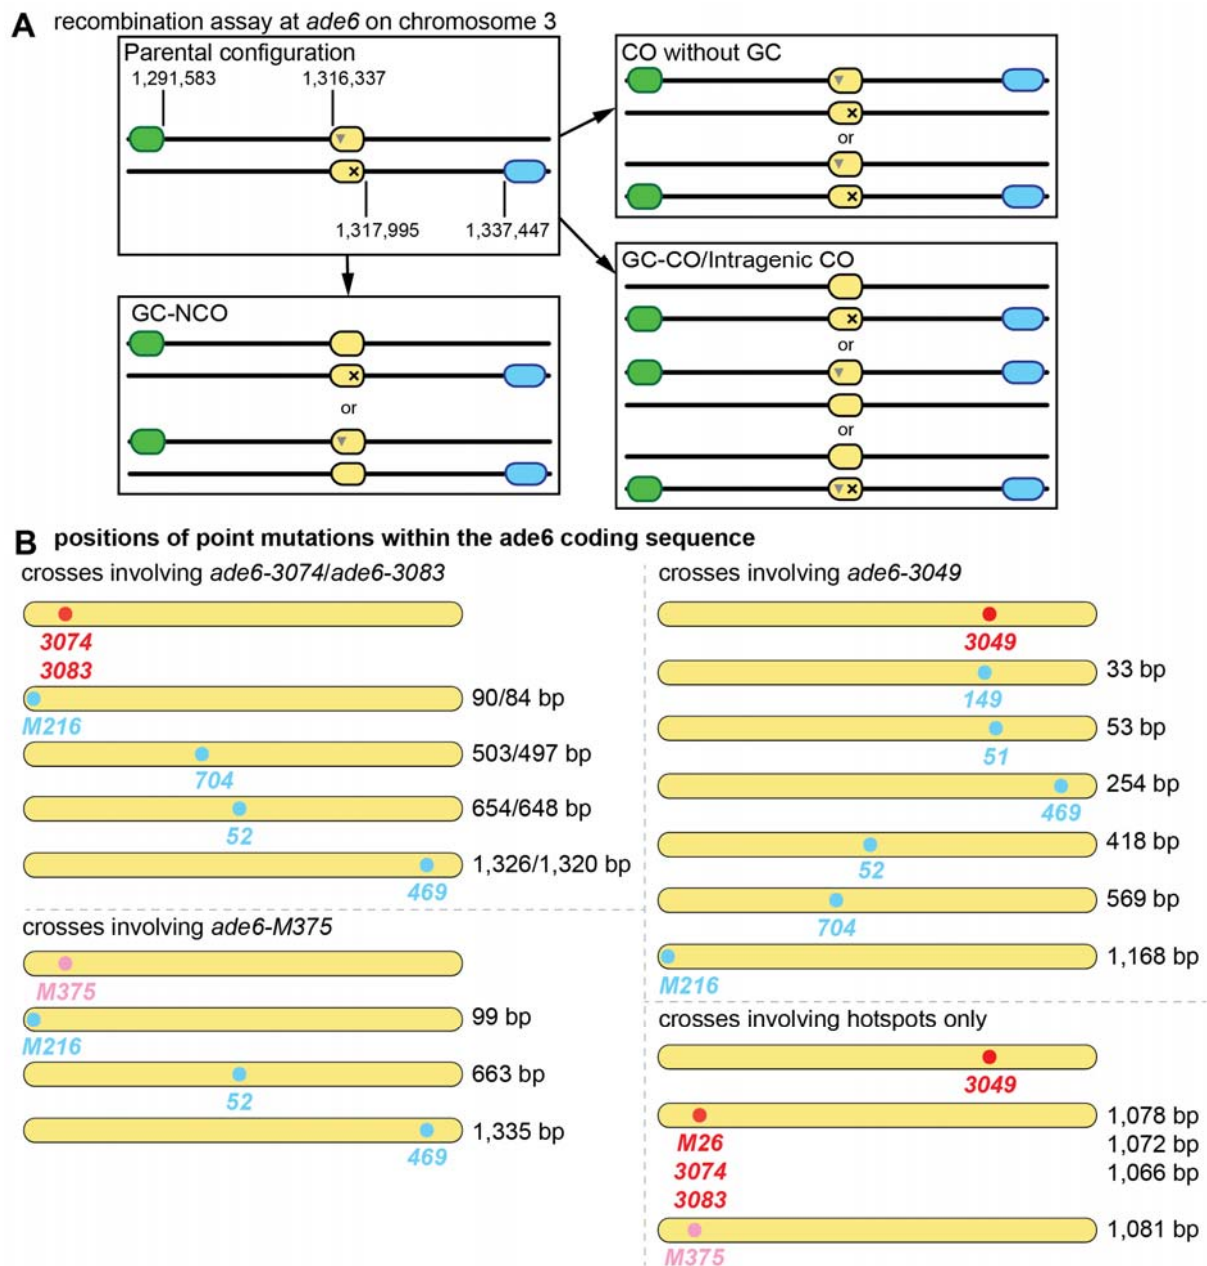 A recombination assay at ade6 on chromosome 3
Parental configuration
1,291,583
1,316,337
1,317,995
1,337,447
CO without GC
or
GC-NCO
or
GC-CO/Intragenic CO
or
or
B positions of point mutations within the ade6 coding sequence
crosses involving ade6-3074/ade6-3083
3074
3083
90/84 bp
M216
503/497 bp
704
654/648 bp
52
1,326/1,320 bp
469
crosses involving ade6-M375
M375
99 bp
M216
663 bp
52
1,335 bp
469
crosses involving ade6-3049
3049
33 bp
149
53 bp
51
254 bp
469
418 bp
52
569 bp
704
1,168 bp
M216
crosses involving hotspots only
3049
1,078 bp
M26
1,072 bp
3074
1,066 bp
3083
1,081 bp
M375